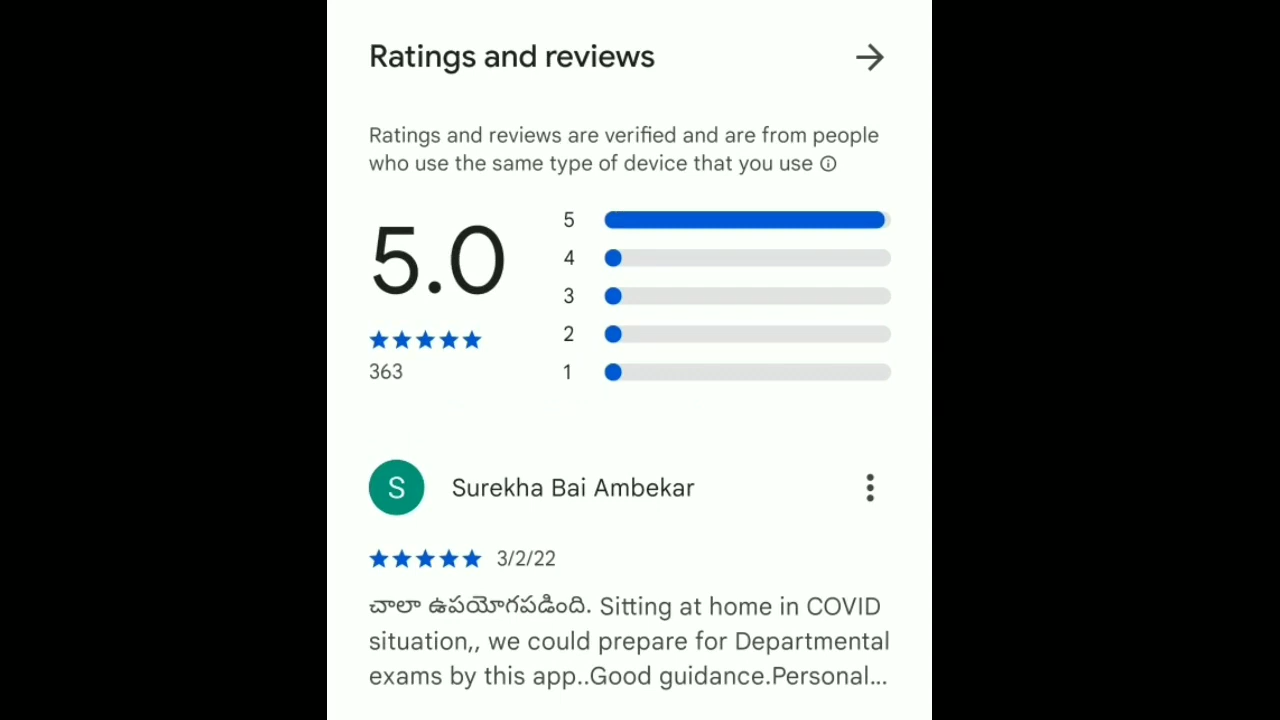 Ratings and reviews
Ratings and reviews are verified and are from people
who use the same type of device that you use
5.0
363
5
4
3
2
1
S
Surekha Bai Ambekar
3/2/22
చాలా ఉపయోగపడింది. Sitting at home in COVID
situation,, we could prepare for Departmental
exams by this app..Good guidance.Personal...